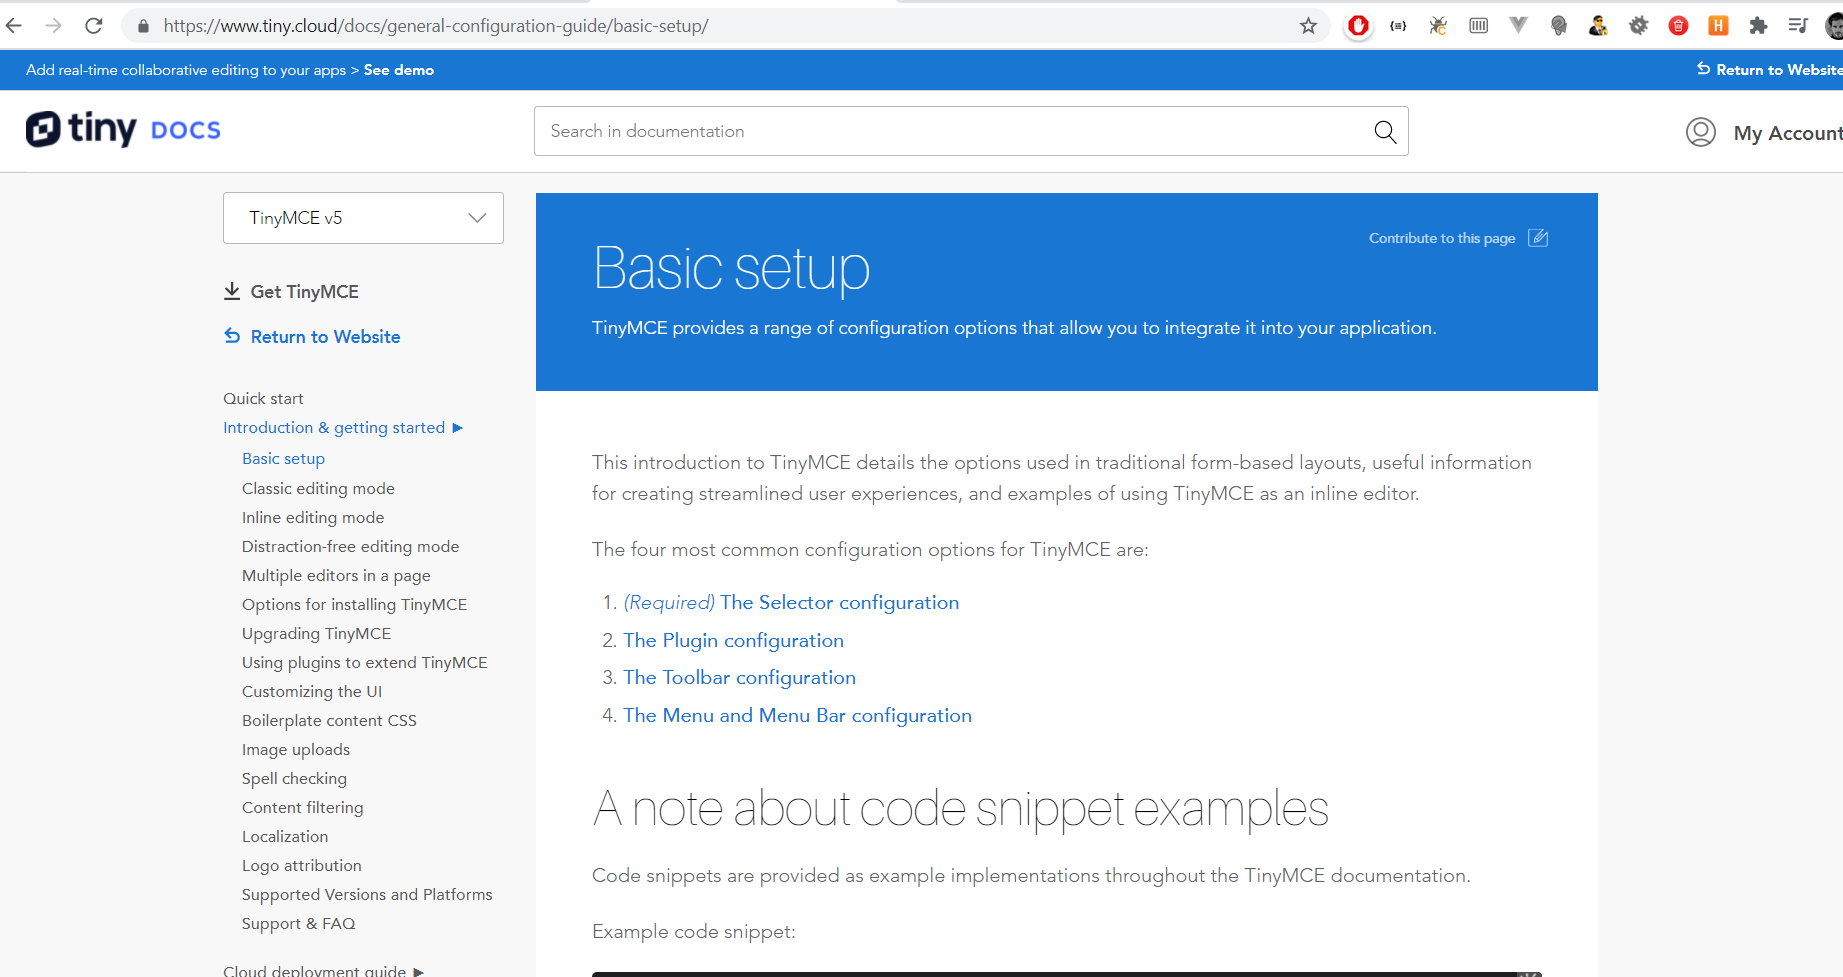 https://www.tiny.cloud/docs/general-configuration-guide/basic-setup/
Add real-time collaborative editing to your apps > See demo
Return to Website
tiny DOCS
Search in documentation
My Account
TinyMCE v5
Get TinyMCE
Return to Website
Quick start
Introduction & getting started ▶
Basic setup
Classic editing mode
Inline editing mode
Distraction-free editing mode
Multiple editors in a page
Options for installing TinyMCE
Upgrading TinyMCE
Using plugins to extend TinyMCE
Customizing the UI
Boilerplate content CSS
Image uploads
Spell checking
Content filtering
Localization
Logo attribution
Supported Versions and Platforms
Support & FAQ
Cloud deployment guide ▶
Contribute to this page
Basic setup
TinyMCE provides a range of configuration options that allow you to integrate it into your application.
This introduction to TinyMCE details the options used in traditional form-based layouts, useful information
for creating streamlined user experiences, and examples of using TinyMCE as an inline editor.
The four most common configuration options for TinyMCE are:
1. (Required) The Selector configuration
2. The Plugin configuration
3. The Toolbar configuration
4. The Menu and Menu Bar configuration
A note about code snippet examples
Code snippets are provided as example implementations throughout the TinyMCE documentation.
Example code snippet: